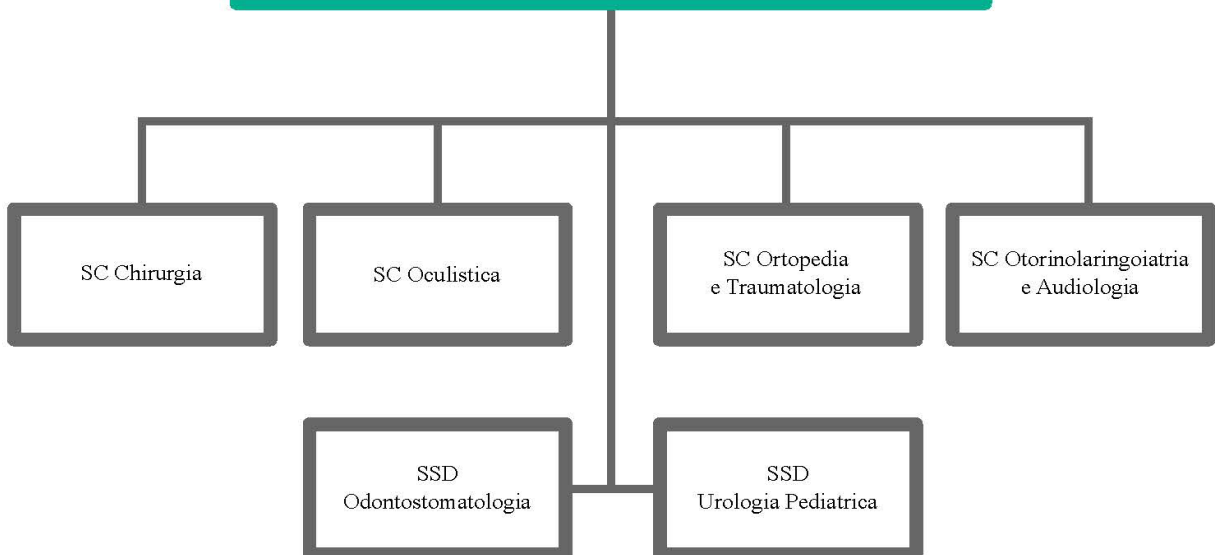 SC Chirurgia
SC Oculistica
SC Ortopedia
e Traumatologia
SC Otorinolaringoiatria
e Audiologia
SSD
Odontostomatologia
SSD
Urologia Pediatrica